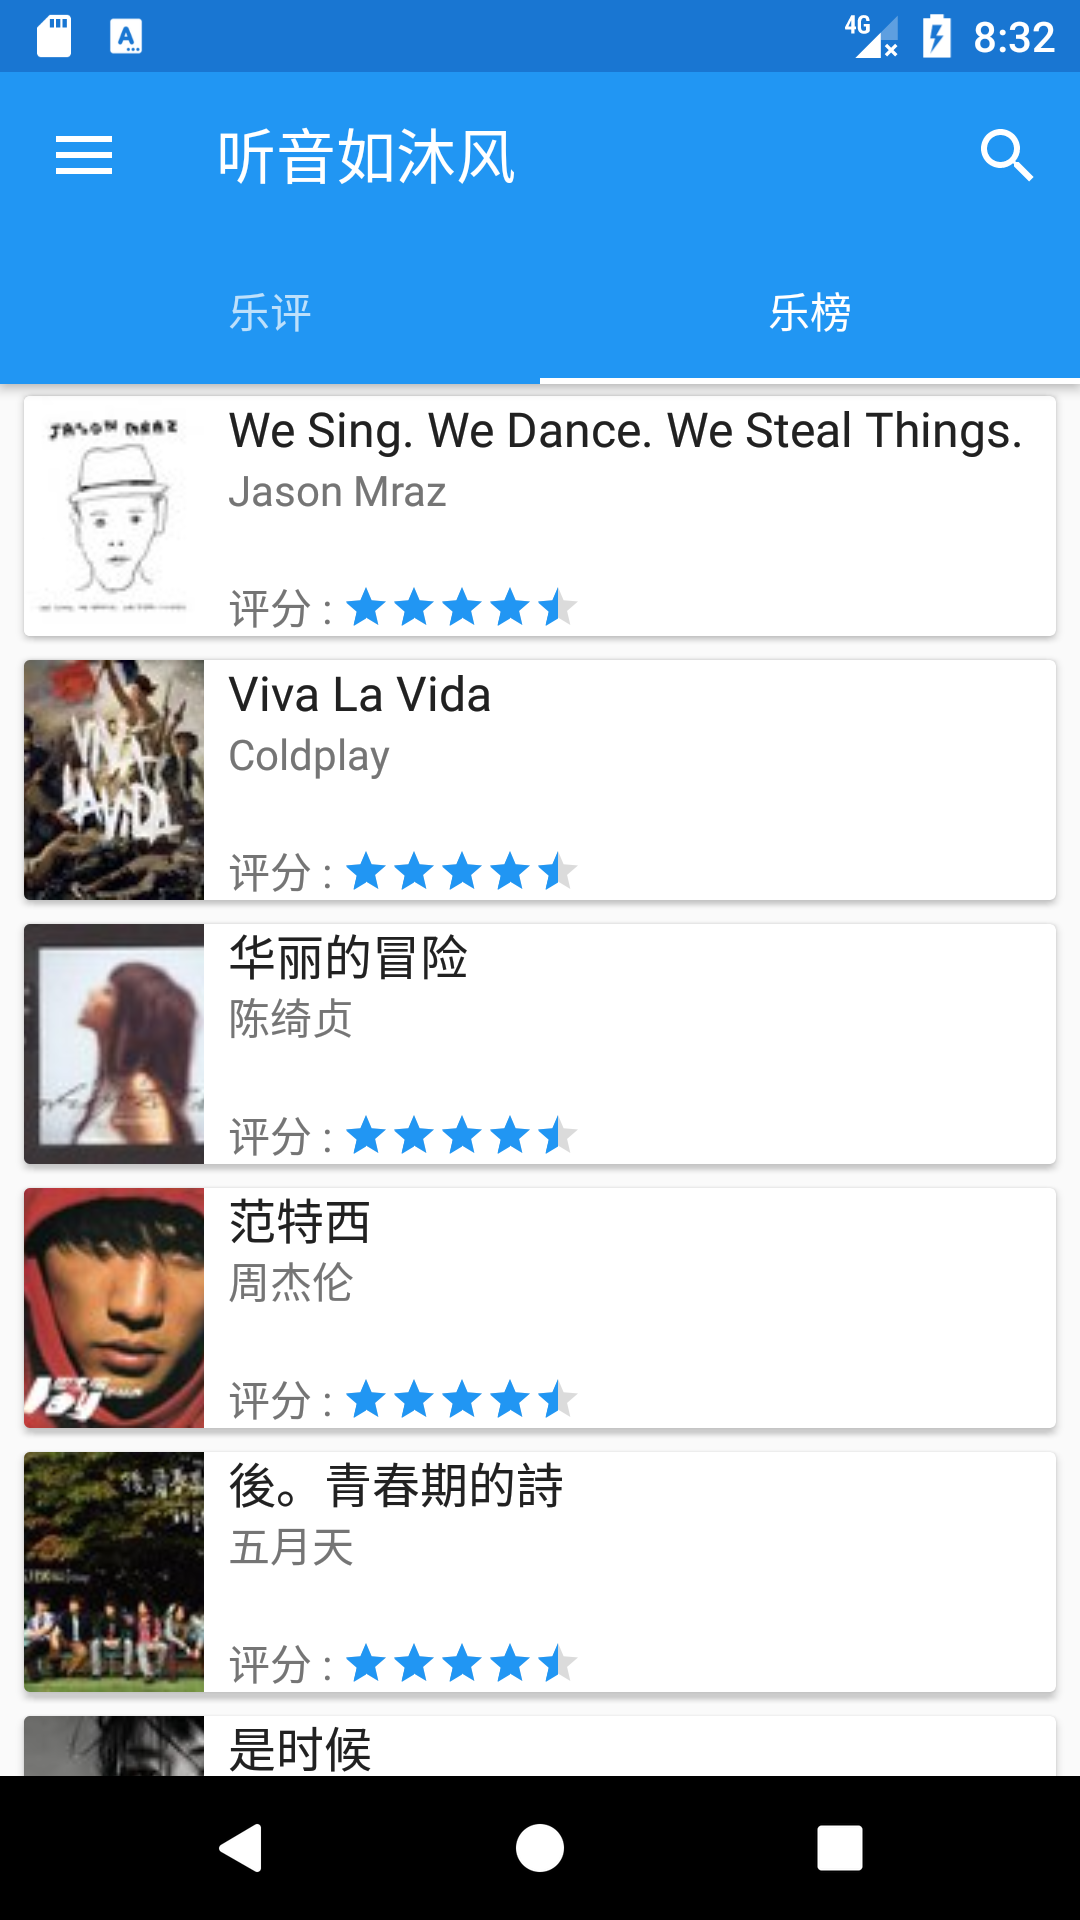 4G
8:32
听音如沐风
乐评
乐榜
JASON MRAZ
We Sing. We Dance. We Steal Things.
Jason Mraz
评分 :
VIVA
LA VIDA
Viva La Vida
Coldplay
评分 :
华丽的冒险
陈绮贞
评分 :
Jay
范特西
周杰伦
评分 :
後。青春期的詩
五月天
评分 :
是时候